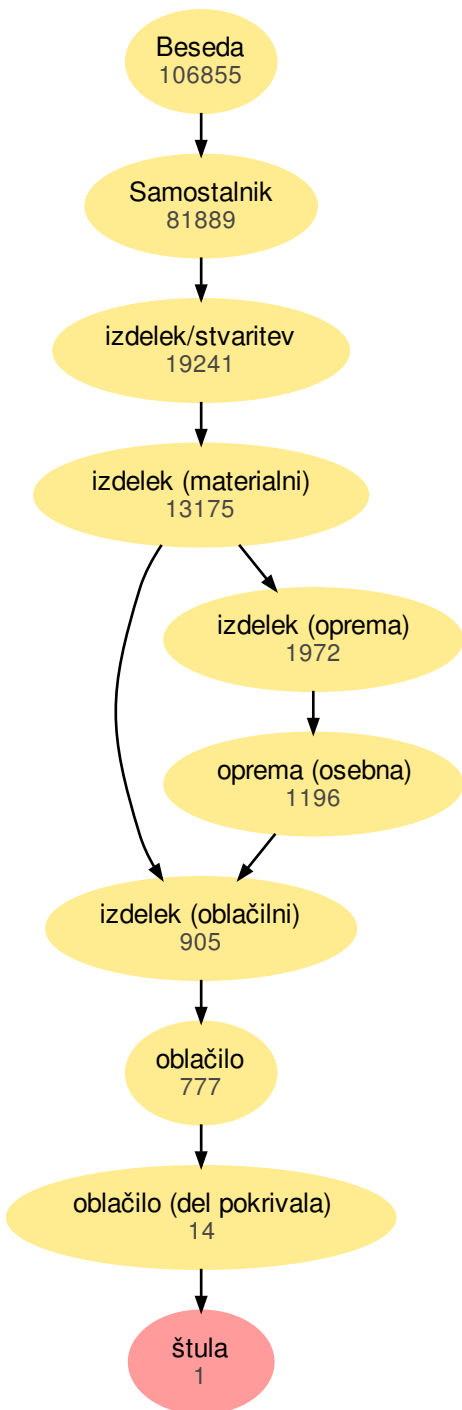 Beseda
106855
Samostalnik
81889
izdelek/stvaritev
19241
izdelek (materialni)
13175
izdelek (oprema)
1972
oprema (osebna)
1196
izdelek (oblačilni)
905
oblačilo
777
oblačilo (del pokrivala)
14
štula
1